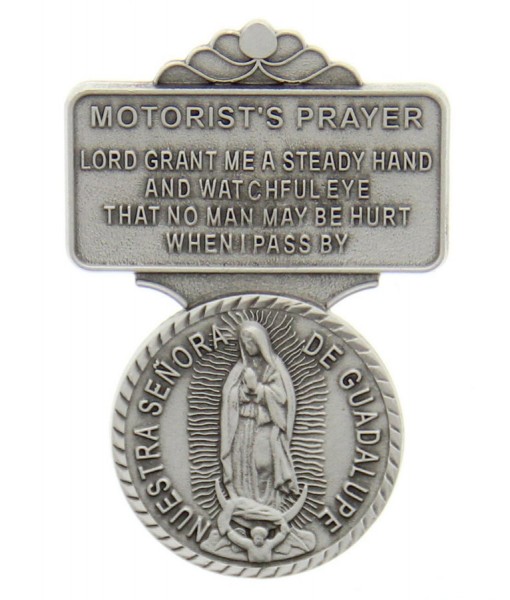 MOTORIST'S PRAYER
LORD GRANT ME A STEADY HAND
AND WATCHFUL EYE
THAT NO MAN MAY BE HURT
WHEN I PASS BY
NUESTRA SEÑORA DE GUADALUPE